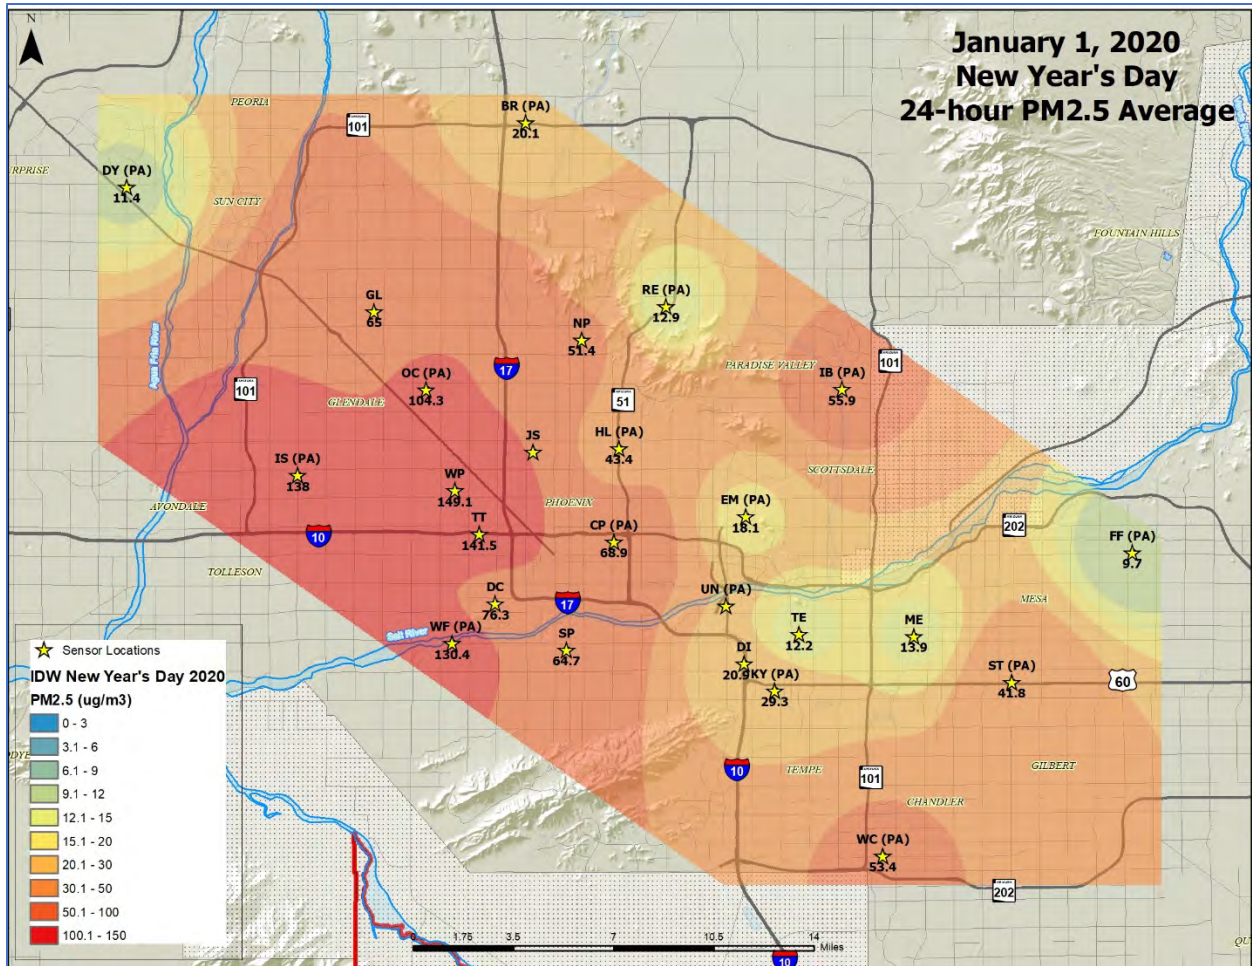 N
January 1, 2020
New Year's Day
24-hour PM2.5 Average
PEORIA
BR (PA)
20.1
101
DY (PA)
11.4
SUN CITY
FOUNTAIN HILLS
GL
65
RE (PA)
12.9
NP
51.4
17
PARADISE VALLEY
101
IB (PA)
55.9
Agua Fria River
101
OC (PA)
104.3
GLENDALE
51
JS
HL (PA)
43.4
IS (PA)
138
WP
149.1
SCOTTSDALE
AVONDALE
PHOENIX
EM (PA)
18.1
TT
141.5
CP (PA)
68.9
202
FF (PA)
9.7
10
TOLLESON
DC
76.3
17
UN (PA)
MESA
Salt River
WF (PA)
130.4
SP
64.7
TE
12.2
ME
13.9
DI
20.9
KY (PA)
29.3
ST (PA)
41.8
60
10
TEMPE
101
GILBERT
CHANDLER
WC (PA)
53.4
202
Sensor Locations
IDW New Year's Day 2020
PM2.5 (ug/m3)
0 - 3
3.1 - 6
6.1 - 9
9.1 - 12
12.1 - 15
15.1 - 20
20.1 - 30
30.1 - 50
50.1 - 100
100.1 - 150
0 1.75 3.5 7 10.5 14
Miles
10